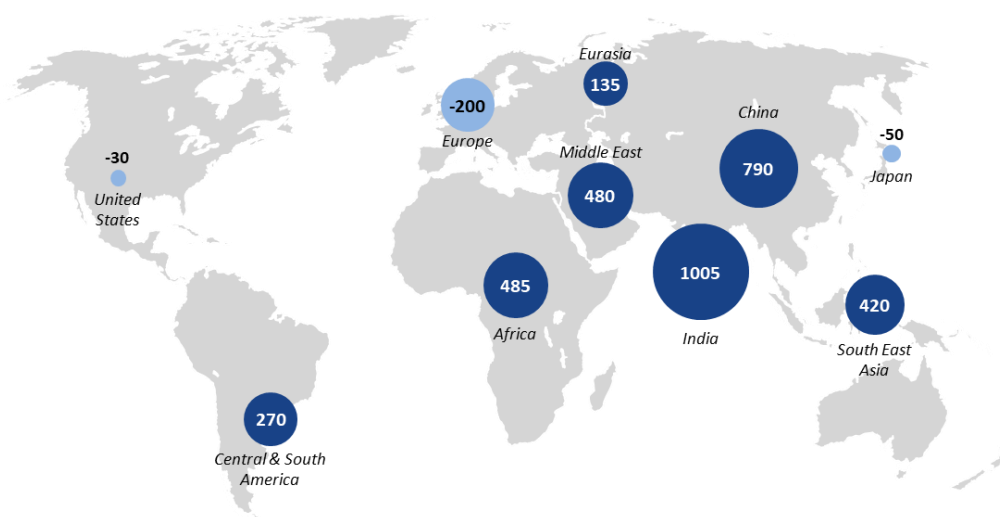 Eurasia
135
-200
Europe
China
790
-50
Japan
Middle East
480
-30
United
States
1005
India
485
Africa
420
South East
Asia
270
Central & South
America